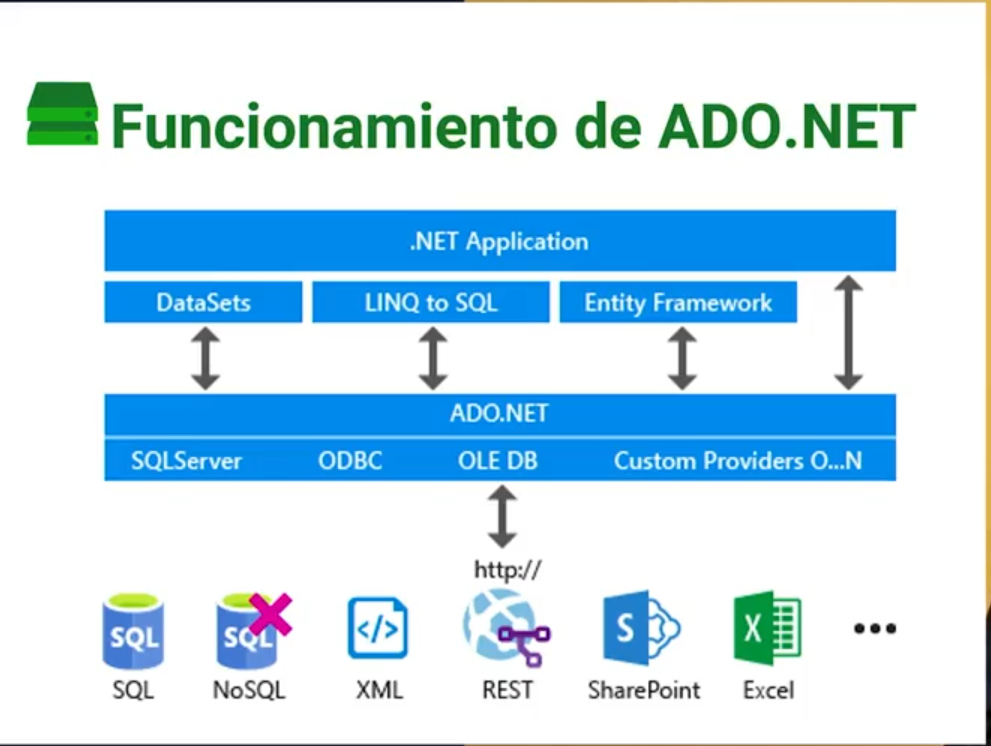 Funcionamiento de ADO.NET
.NET Application
DataSets LINQ to SQL Entity Framework
ADO.NET
SQLServer ODBC OLE DB Custom Providers O...N
http://
SQL SQL </> S X
SQL NoSQL XML REST SharePoint Excel
...